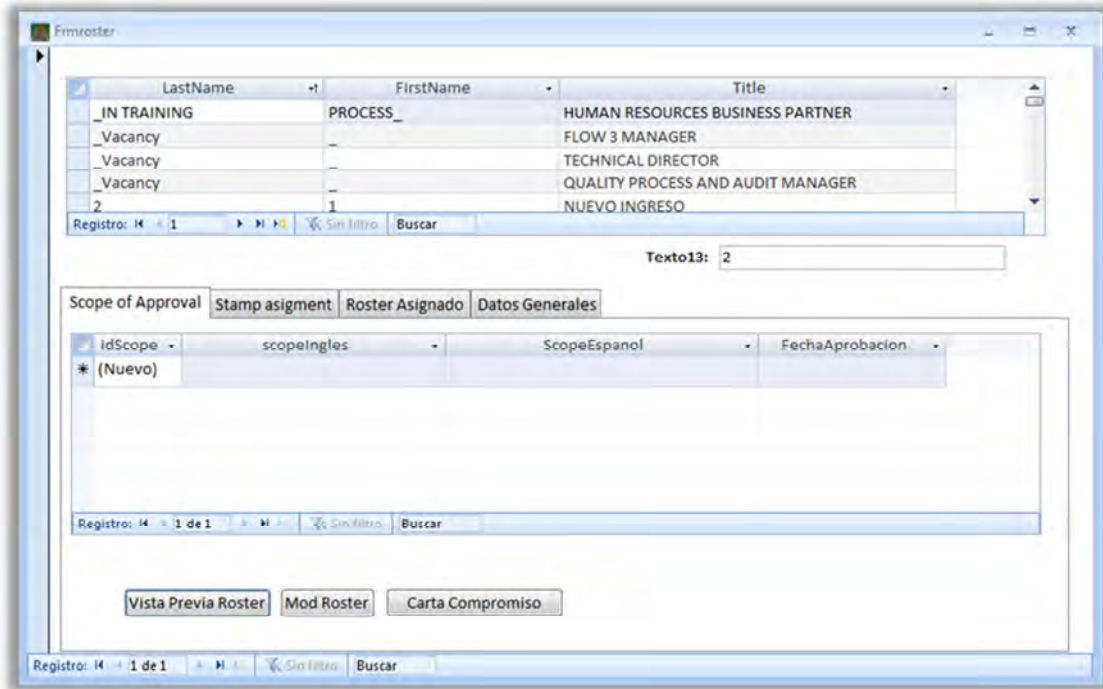 Frmroster
LastName FirstName Title
_IN TRAINING PROCESS_ HUMAN RESOURCES BUSINESS PARTNER
_Vacancy _ FLOW 3 MANAGER
_Vacancy _ TECHNICAL DIRECTOR
_Vacancy _ QUALITY PROCESS AND AUDIT MANAGER
2 1 NUEVO INGRESO
Registro: 1 Sin filtro Buscar
Texto13: 2
Scope of Approval Stamp asigment Roster Asignado Datos Generales
idScope scopeIngles ScopeEspanol FechaAprobacion
* (Nuevo)
Registro: 1 de 1 Sin filtro Buscar
Vista Previa Roster Mod Roster Carta Compromiso
Registro: 1 de 1 Sin filtro Buscar